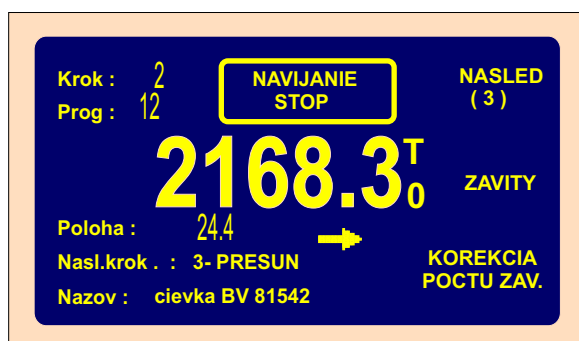 Krok : 2
Prog : 12
NAVIJANIE
STOP
NASLED
( 3 )
2168.3 T
0
ZAVITY
Poloha : 24.4
Nasl.krok . : 3- PRESUN
KOREKCIA
POCTU ZAV.
Nazov : cievka BV 81542